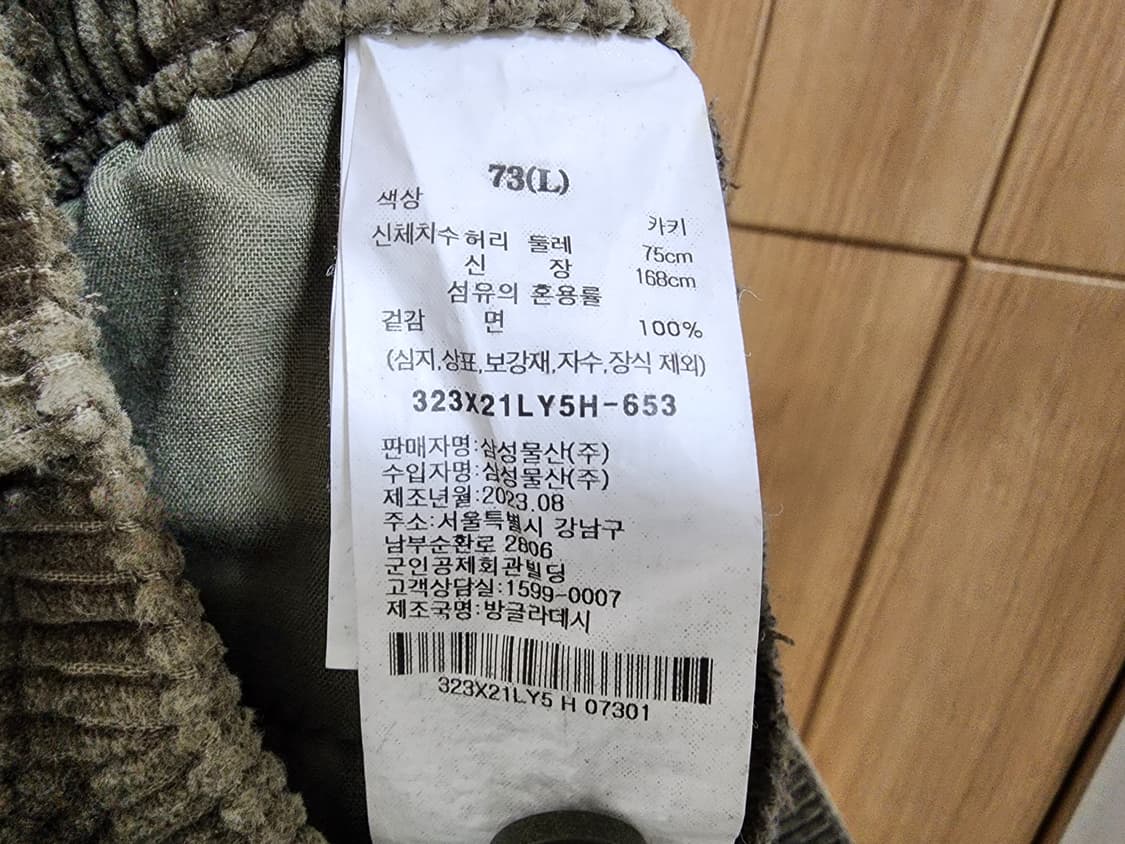 73(L)
색상 카키
신체치수 허리 둘레 75cm
신 장 168cm
섬유의 혼용률
겉감 면 100%
(심지,상표,보강재,자수,장식 제외)
323X21LY5H-653
판매자명:삼성물산(주)
수입자명:삼성물산(주)
제조년월:2023.08
주소:서울특별시 강남구
남부순환로 2806
군인공제회관빌딩
고객상담실:1599-0007
제조국명:방글라데시
323X21LY5 H 07301